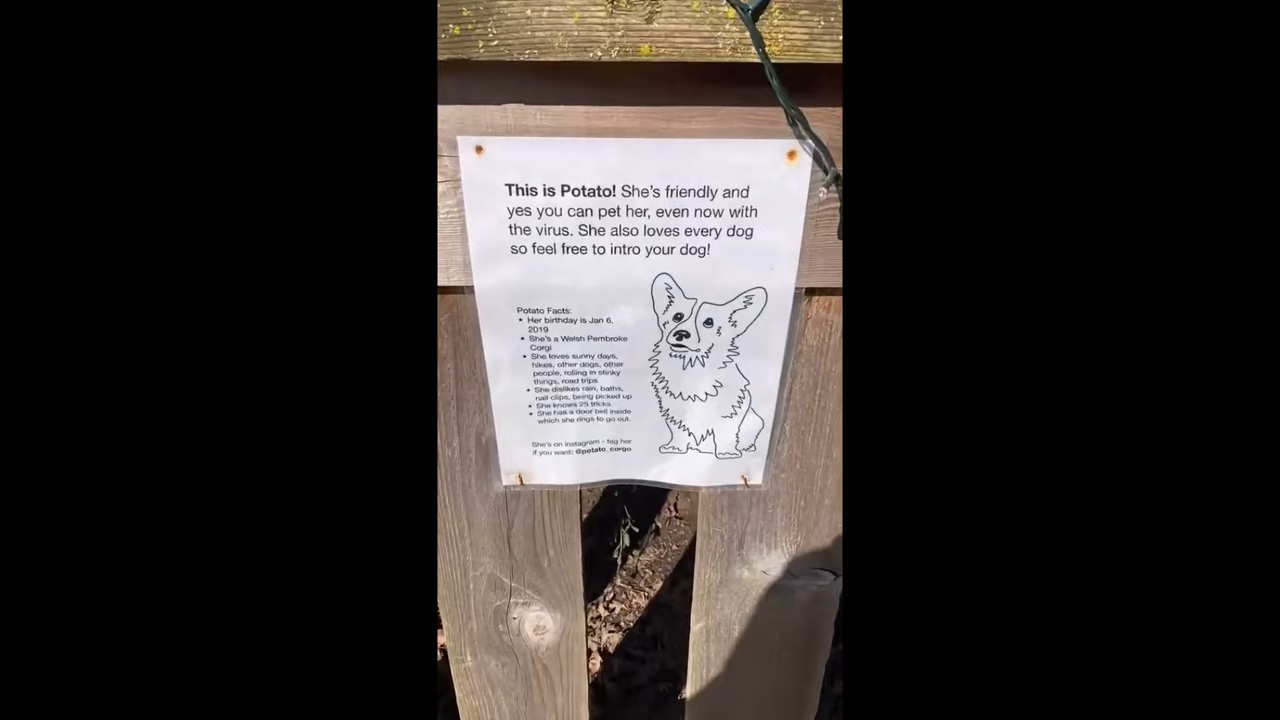 This is Potato! She's friendly and
yes you can pet her, even now with
the virus. She also loves every dog
so feel free to intro your dog!
Potato Facts:
• Her birthday is Jan 6,
2019
• She's a Welsh Pembroke
Corgi
• She loves sunny days,
hikes, other dogs, other
people, rolling in stinky
things, road trips
• She dislikes rain, baths,
nail clips, being picked up
• She knows 25 tricks
• She has a door bell inside
which she rings to go out.
She's on instagram - tag her
if you want: @potato_corgo